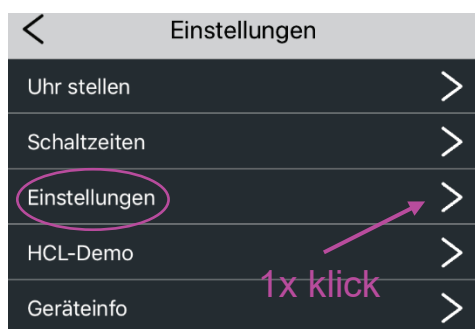 Einstellungen
Uhr stellen
Schaltzeiten
Einstellungen
HCL-Demo
1x klick
Geräteinfo